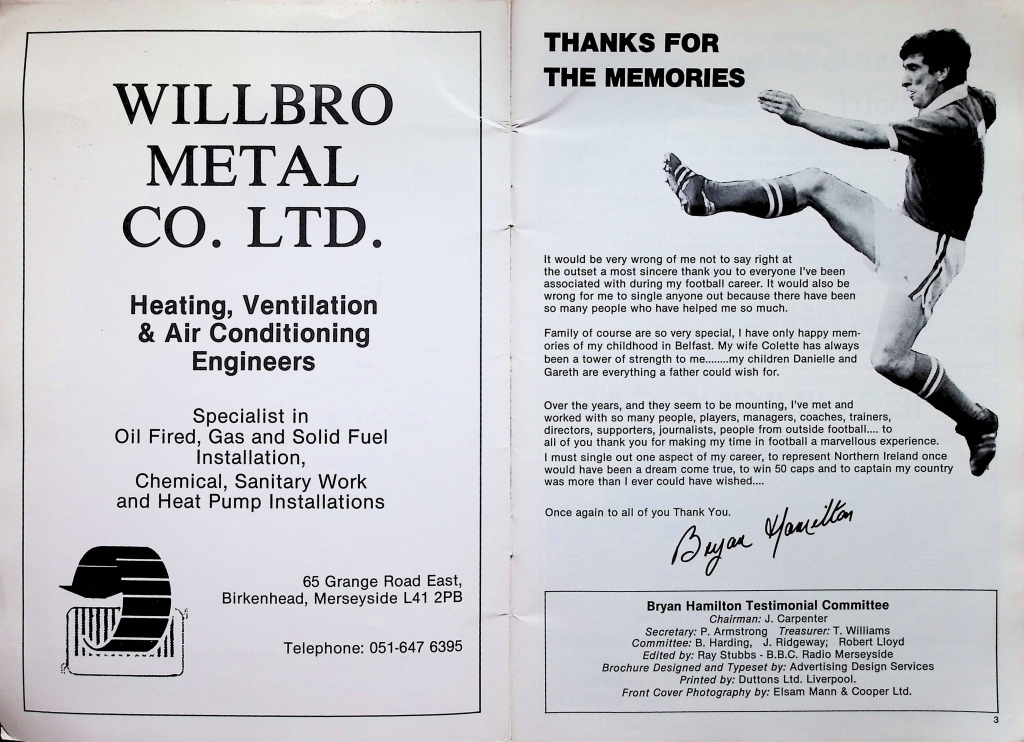 WILLBRO
METAL
CO. LTD.
Heating, Ventilation
& Air Conditioning
Engineers
Specialist in
Oil Fired, Gas and Solid Fuel
Installation,
Chemical, Sanitary Work
and Heat Pump Installations
65 Grange Road East,
Birkenhead, Merseyside L41 2PB
Telephone: 051-647 6395
THANKS FOR
THE MEMORIES
It would be very wrong of me not to say right at
the outset a most sincere thank you to everyone I've been
associated with during my football career. It would also be
wrong for me to single anyone out because there have been
so many people who have helped me so much.
Family of course are so very special, I have only happy mem-
ories of my childhood in Belfast. My wife Colette has always
been a tower of strength to me........my children Danielle and
Gareth are everything a father could wish for.
Over the years, and they seem to be mounting, I've met and
worked with so many people, players, managers, coaches, trainers,
directors, supporters, journalists, people from outside football.... to
all of you thank you for making my time in football a marvellous experience.
I must single out one aspect of my career, to represent Northern Ireland once
would have been a dream come true, to win 50 caps and to captain my country
was more than I ever could have wished....
Once again to all of you Thank You.
Bryan Hamilton
Bryan Hamilton Testimonial Committee
Chairman: J. Carpenter
Secretary: P. Armstrong Treasurer: T. Williams
Committee: B. Harding, J. Ridgeway, Robert Lloyd
Edited by: Ray Stubbs - B.B.C. Radio Merseyside
Brochure Designed and Typeset by: Advertising Design Services
Printed by: Duttons Ltd. Liverpool.
Front Cover Photography by: Elsam Mann & Cooper Ltd.
3